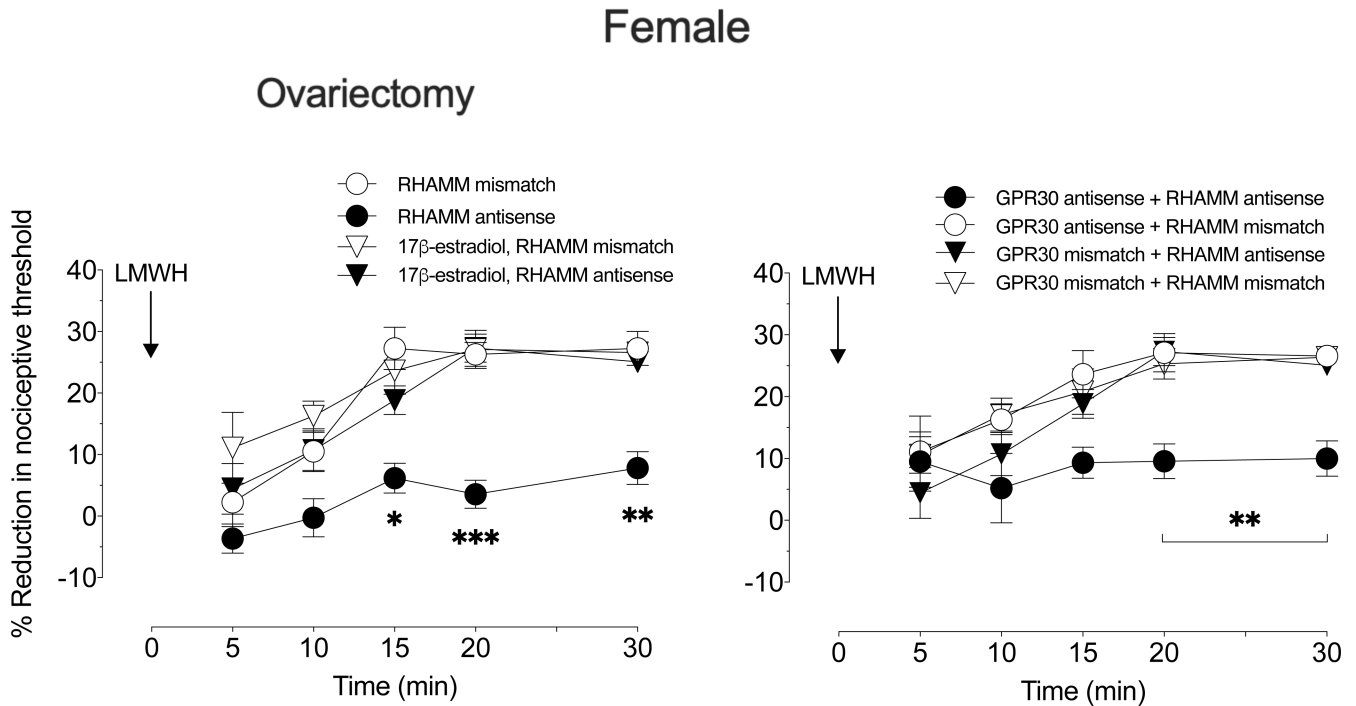 Female
Ovariectomy
RHAMM mismatch
RHAMM antisense
17β-estradiol, RHAMM mismatch
17β-estradiol, RHAMM antisense
% Reduction in nociceptive threshold
LMWH
40
30
20
10
0
-10
*
***
**
0 5 10 15 20 30
Time (min)
GPR30 antisense + RHAMM antisense
GPR30 antisense + RHAMM mismatch
GPR30 mismatch + RHAMM antisense
GPR30 mismatch + RHAMM mismatch
LMWH
40
30
20
10
0
-10
**
0 5 10 15 20 30
Time (min)